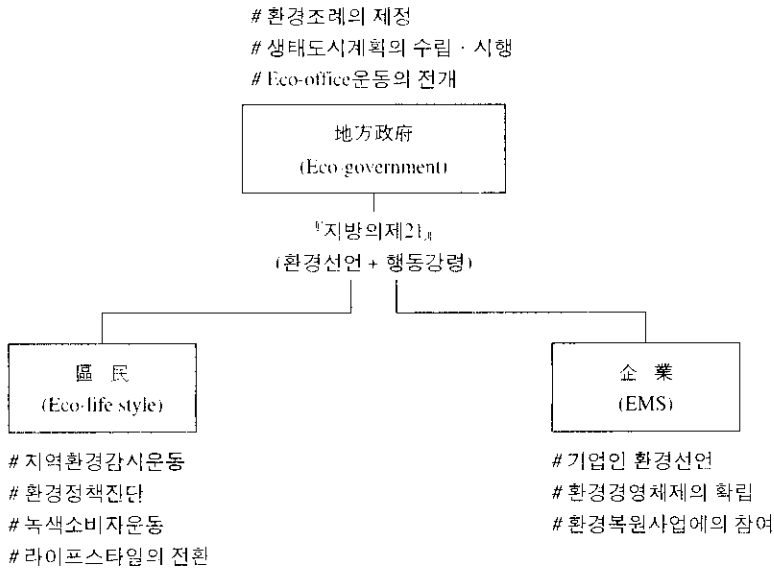 # 환경조례의 제정
# 생태도시계획의 수립 · 시행
# Eco-office운동의 전개
地方政府
(Eco-government)
『지방의제21』
(환경선언 + 행동강령)
區 民
(Eco-life style)
# 지역환경감시운동
# 환경정책진단
# 녹색소비자운동
# 라이프스타일의 전환
企 業
(EMS)
# 기업인 환경선언
# 환경경영체제의 확립
# 환경복원사업에의 참여